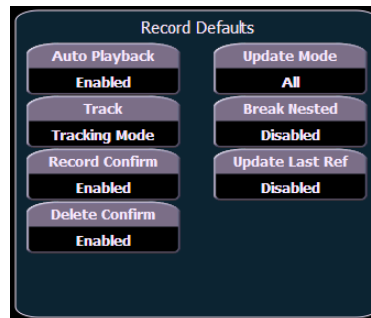 Record Defaults
Auto Playback
Enabled
Update Mode
All
Track
Tracking Mode
Break Nested
Disabled
Record Confirm
Enabled
Update Last Ref
Disabled
Delete Confirm
Enabled